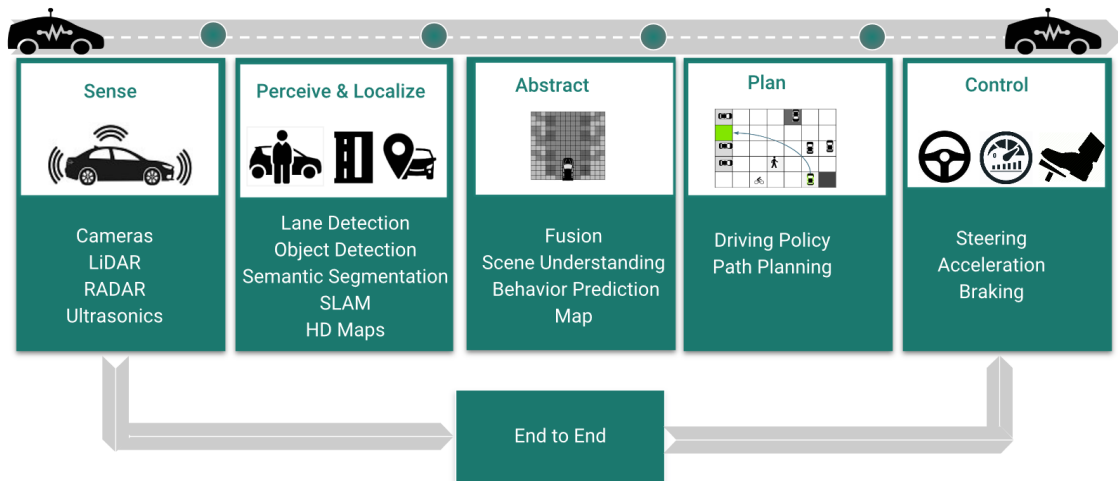 Sense
Cameras
LiDAR
RADAR
Ultrasonics
Perceive & Localize
Lane Detection
Object Detection
Semantic Segmentation
SLAM
HD Maps
Abstract
Fusion
Scene Understanding
Behavior Prediction
Map
Plan
Driving Policy
Path Planning
Control
Steering
Acceleration
Braking
End to End